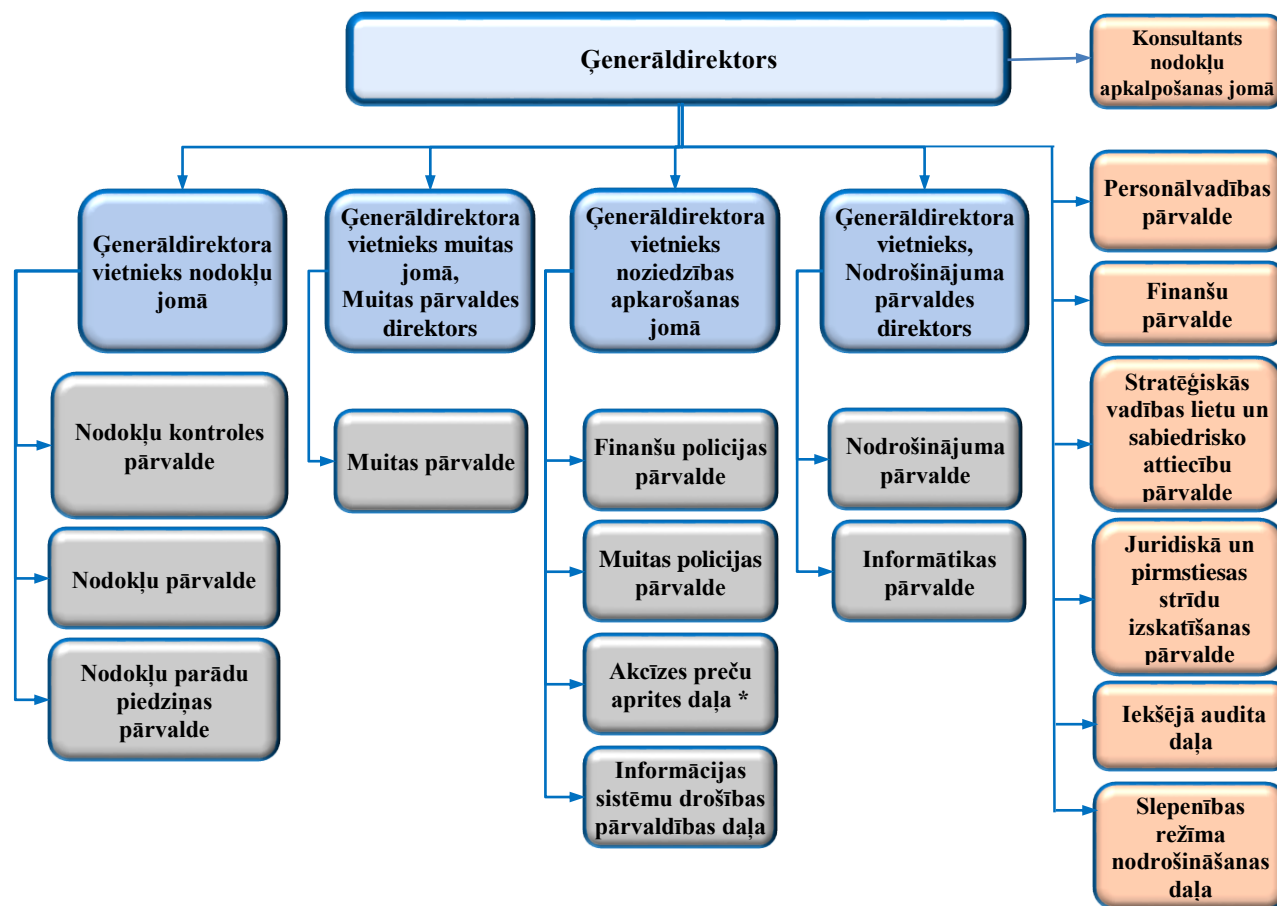 Ģenerāldirektors
Konsultants
nodokļu
apkalpošanas jomā
Ģenerāldirektora
vietnieks nodokļu
jomā
Ģenerāldirektora
vietnieks muitas
jomā,
Muitas pārvaldes
direktors
Ģenerāldirektora
vietnieks
noziedzības
apkarošanas
jomā
Ģenerāldirektora
vietnieks,
Nodrošinājuma
pārvaldes
direktors
Nodokļu kontroles
pārvalde
Nodokļu pārvalde
Nodokļu parādu
piedziņas
pārvalde
Muitas pārvalde
Finanšu policijas
pārvalde
Muitas policijas
pārvalde
Akcīzes preču
aprites daļa *
Informācijas
sistēmu drošības
pārvaldības daļa
Nodrošinājuma
pārvalde
Informātikas
pārvalde
Personālvadības
pārvalde
Finanšu
pārvalde
Stratēģiskās
vadības lietu un
sabiedrisko
attiecību
pārvalde
Juridiskā un
pirmstiesas
strīdu
izskatīšanas
pārvalde
Iekšējā audita
daļa
Slepenības
režīma
nodrošināšanas
daļa